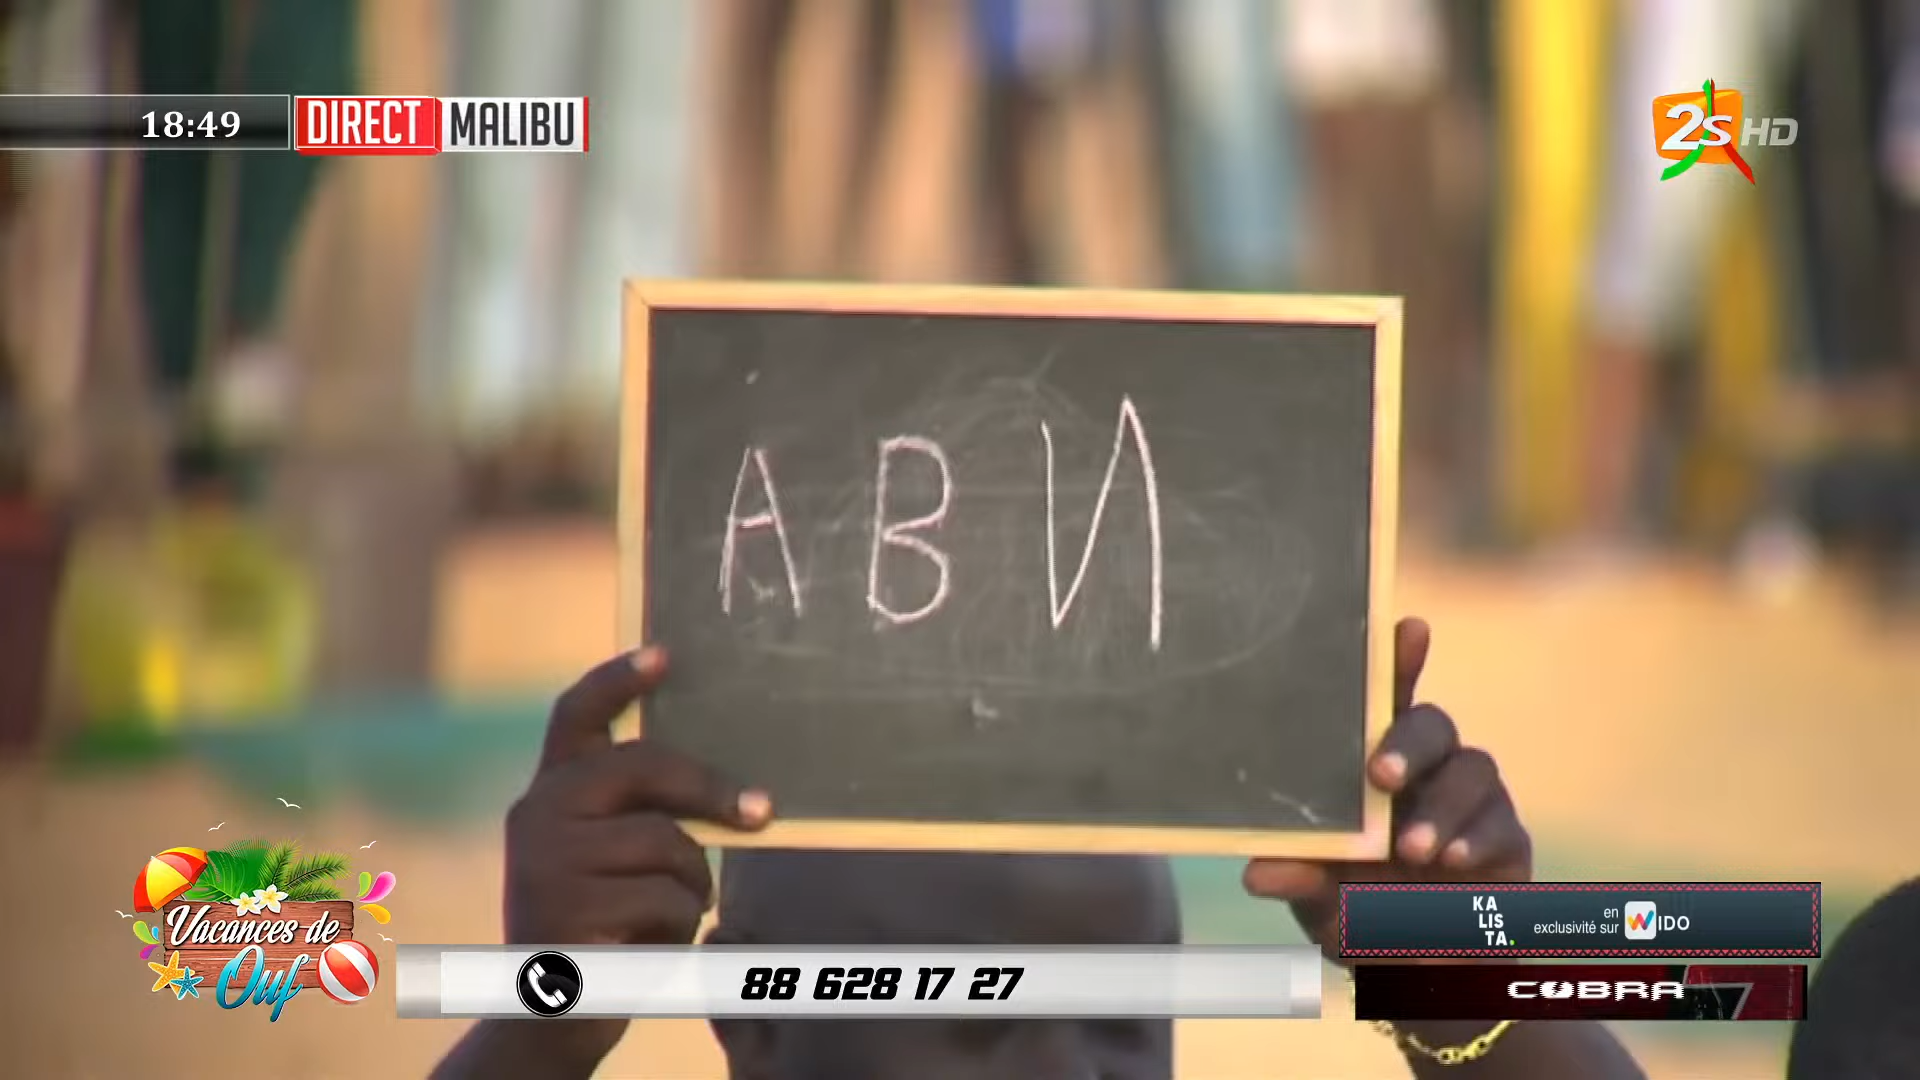 18:49 DIRECT MALIBU
2S HD
A B И
Vacances de
Ouf
88 628 17 27
KA
LIS
TA.
en
exclusivité sur WIDO
COBRA